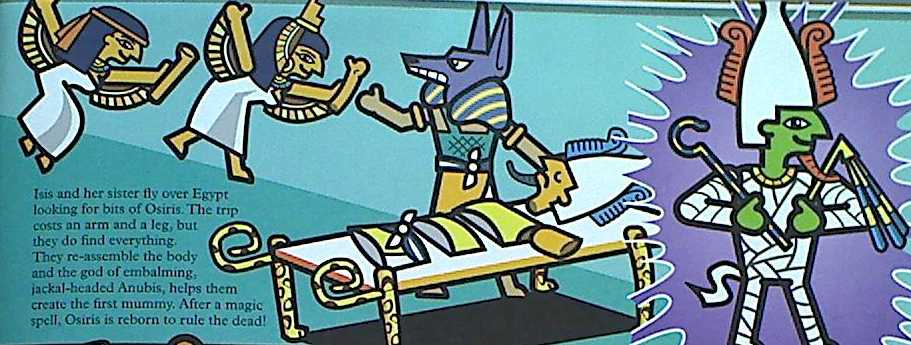 Isis and her sister fly over Egypt
looking for bits of Osiris. The trip
costs an arm and a leg, but
they do find everything.
They re-assemble the body
and the god of embalming,
jackal-headed Anubis, helps them
create the first mummy. After a magic
spell, Osiris is reborn to rule the dead!